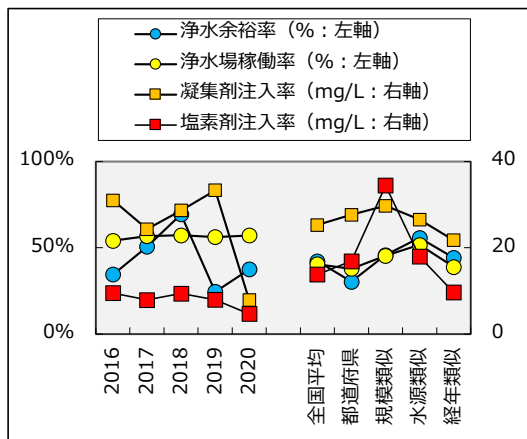 浄水余裕率（%：左軸）
浄水場稼働率（%：左軸）
凝集剤注入率（mg/L：右軸）
塩素剤注入率（mg/L：右軸）
100%
50%
0%
40
20
0
2016
2017
2018
2019
2020
全国平均
都道府県
規模類似
水源類似
経年類似